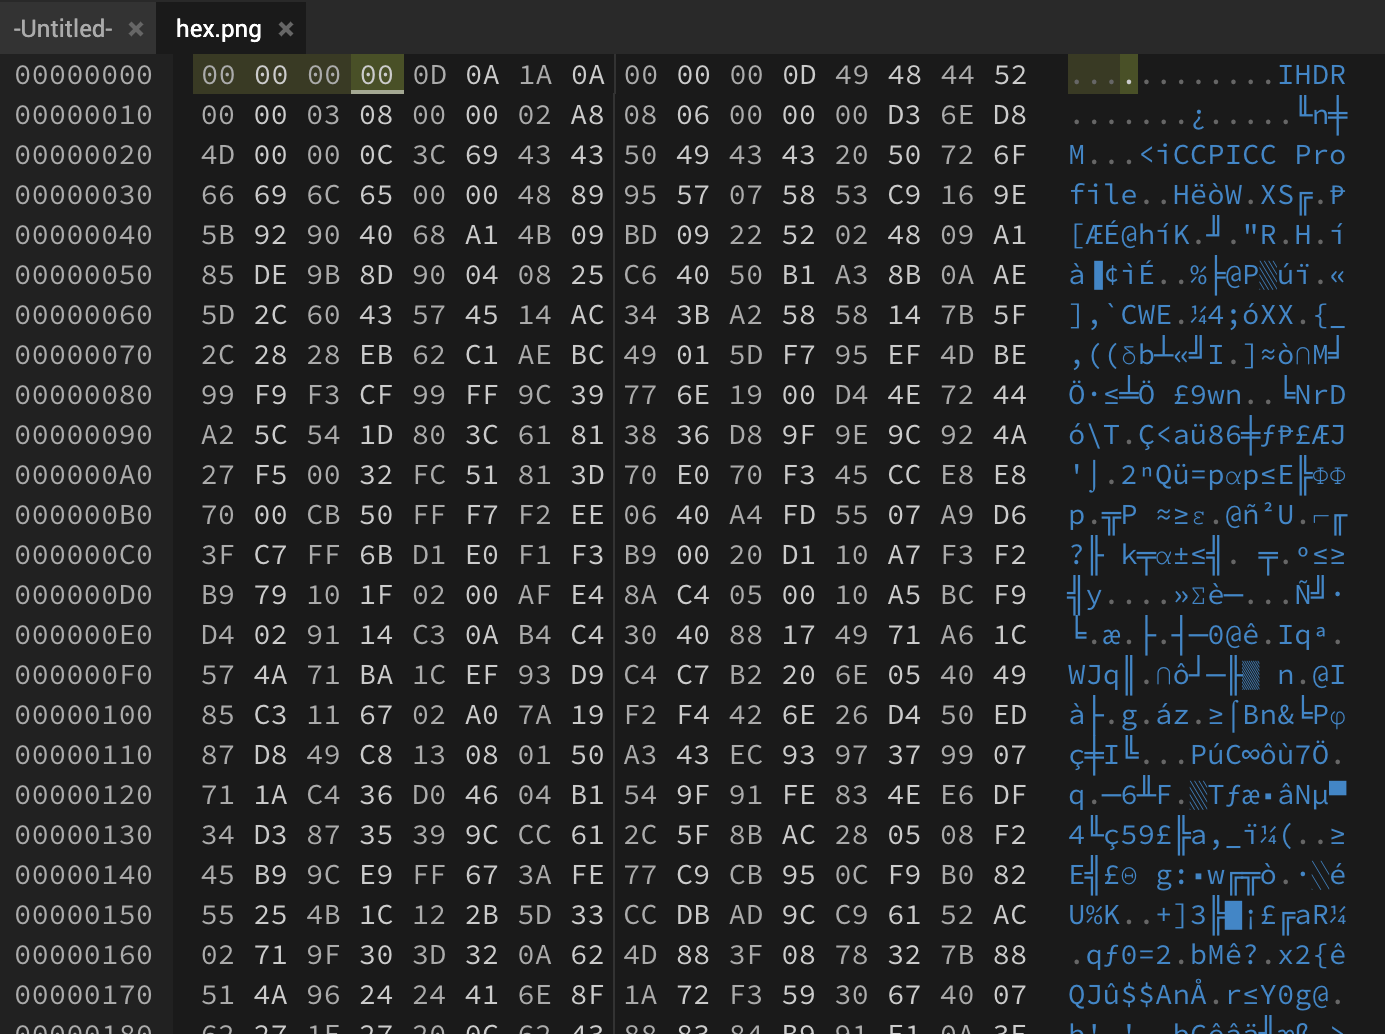 -Untitled- × hex.png ×
00000000 00 00 00 00 0D 0A 1A 0A 00 00 00 0D 49 48 44 52 ............IHDR
00000010 00 00 03 08 00 00 02 A8 08 06 00 00 00 D3 6E D8 .......¿.....╙n╪
00000020 4D 00 00 0C 3C 69 43 43 50 49 43 43 20 50 72 6F M...<iCCPICC Pro
00000030 66 69 6C 65 00 00 48 89 95 57 07 58 53 C9 16 9E file..HëòW.XS╔.₧
00000040 5B 92 90 40 68 A1 4B 09 BD 09 22 52 02 48 09 A1 [ÆÉ@híK.╜."R.H.í
00000050 85 DE 9B 8D 90 04 08 25 C6 40 50 B1 A3 8B 0A AE à▐¢ìÉ..%╞@P▒úï.«
00000060 5D 2C 60 43 57 45 14 AC 34 3B A2 58 58 14 7B 5F ],`CWE.¼4;óXX.{_
00000070 2C 28 28 EB 62 C1 AE BC 49 01 5D F7 95 EF 4D BE ,((δb┴«╝I.]≈ò∩M╛
00000080 99 F9 F3 CF 99 FF 9C 39 77 6E 19 00 D4 4E 72 44 Ö∙≤╧Ö £9wn..╘NrD
00000090 A2 5C 54 1D 80 3C 61 81 38 36 D8 9F 9E 9C 92 4A ó\T.Ç<aü86╪ƒ₧£ÆJ
000000A0 27 F5 00 32 FC 51 81 3D 70 E0 70 F3 45 CC E8 E8 '⌡.2ⁿQü=pαp≤E╠ΦΦ
000000B0 70 00 CB 50 FF F7 F2 EE 06 40 A4 FD 55 07 A9 D6 p.╦P ≈≥ε.@ñ²U.⌐╓
000000C0 3F C7 FF 6B D1 E0 F1 F3 B9 00 20 D1 10 A7 F3 F2 ?╟ k╤α±≤╣. ╤.º≤≥
000000D0 B9 79 10 1F 02 00 AF E4 8A C4 05 00 10 A5 BC F9 ╣y....»Σè─...Ñ╝∙
000000E0 D4 02 91 14 C3 0A B4 C4 30 40 88 17 49 71 A6 1C ╘.æ.├.┤─0@ê.Iqª.
000000F0 57 4A 71 BA 1C EF 93 D9 C4 C7 B2 20 6E 05 40 49 WJq║.∩ô┘─╟▓ n.@I
00000100 85 C3 11 67 02 A0 7A 19 F2 F4 42 6E 26 D4 50 ED à├.g.áz.≥⌠Bn&╘Pφ
00000110 87 D8 49 C8 13 08 01 50 A3 43 EC 93 97 37 99 07 ç╪I╚...PúC∞ôù7Ö.
00000120 71 1A C4 36 D0 46 04 B1 54 9F 91 FE 83 4E E6 DF q.─6╨F.▒Tƒæ■âNµ▀
00000130 34 D3 87 35 39 9C CC 61 2C 5F 8B AC 28 05 08 F2 4╙ç59£╠a,_ï¼(..≥
00000140 45 B9 9C E9 FF 67 3A FE 77 C9 CB 95 0C F9 B0 82 E╣£Θ g:■w╔╦ò.∙░é
00000150 55 25 4B 1C 12 2B 5D 33 CC DB AD 9C C9 61 52 AC U%K..+]3╠█¡£╔aR¼
00000160 02 71 9F 30 3D 32 0A 62 4D 88 3F 08 78 32 7B 88 .qƒ0=2.bMê?.x2{ê
00000170 51 4A 96 24 24 41 6E 8F 1A 72 F3 59 30 67 40 07 QJû$$AnÅ.r≤Y0g@.